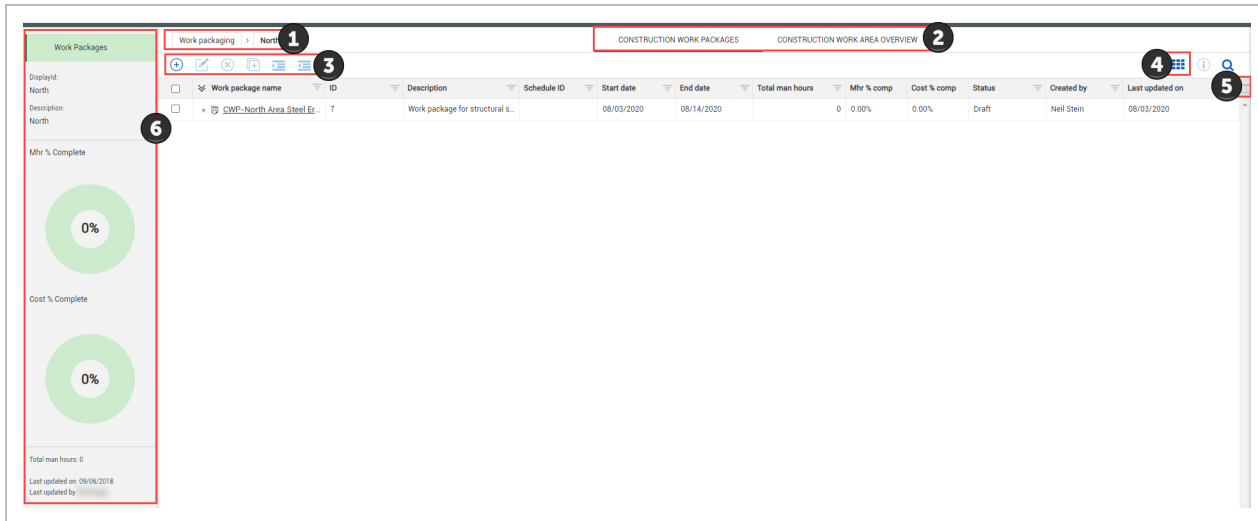 Work Packages
DisplayId:
North
Description:
North
6
Mhr % Complete
0%
Cost % Complete
0%
Total man hours: 0
Last updated on: 09/06/2018
Last updated by
Work packaging > North
1
CONSTRUCTION WORK PACKAGES CONSTRUCTION WORK AREA OVERVIEW
2
3
4
5
Work package name ID Description Schedule ID Start date End date Total man hours Mhr % comp Cost % comp Status Created by Last updated on
CWP-North Area Steel Er... 7 Work package for structural s... 08/03/2020 08/14/2020 0 0.00% 0.00% Draft Neil Stein 08/03/2020